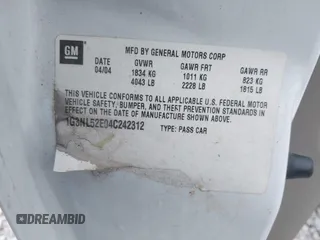 GM
MFD BY GENERAL MOTORS CORP
DATE GVWR GAWR FRT GAWR RR
04/04 1834 KG 1011 KG 823 KG
4043 LB 2228 LB 1815 LB
THIS VEHICLE CONFORMS TO ALL APPLICABLE U.S. FEDERAL MOTOR
VEHICLE SAFETY, BUMPER, AND THEFT PREVENTION STANDARDS IN
EFFECT ON THE DATE OF MANUFACTURE SHOWN ABOVE.
1G3NL52E04C242312 TYPE: PASS CAR
DREAMBID